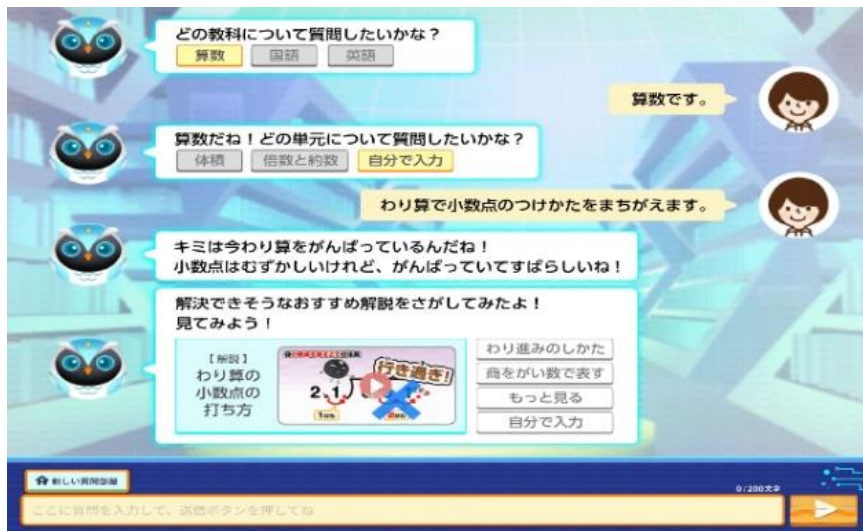 どの教科について質問したいかな？
算数 国語 英語
算数です。
算数だね！どの単元について質問したいかな？
体積 倍数と約数 自分で入力
わり算で小数点のつけかたをまちがえます。
キミは今わり算をがんばっているんだね！
小数点はむずかしいけれど、がんばっていてすばらしいね！
解決できそうなおすすめ解説をさがしてみたよ！
見てみよう！
【解説】
わり算の
小数点の
打ち方
行き過ぎ！
2.1
わり進みのしかた
商をがい数で表す
もっと見る
自分で入力
新しい質問部屋
0/200文字
ここに質問を入力して、送信ボタンを押してね